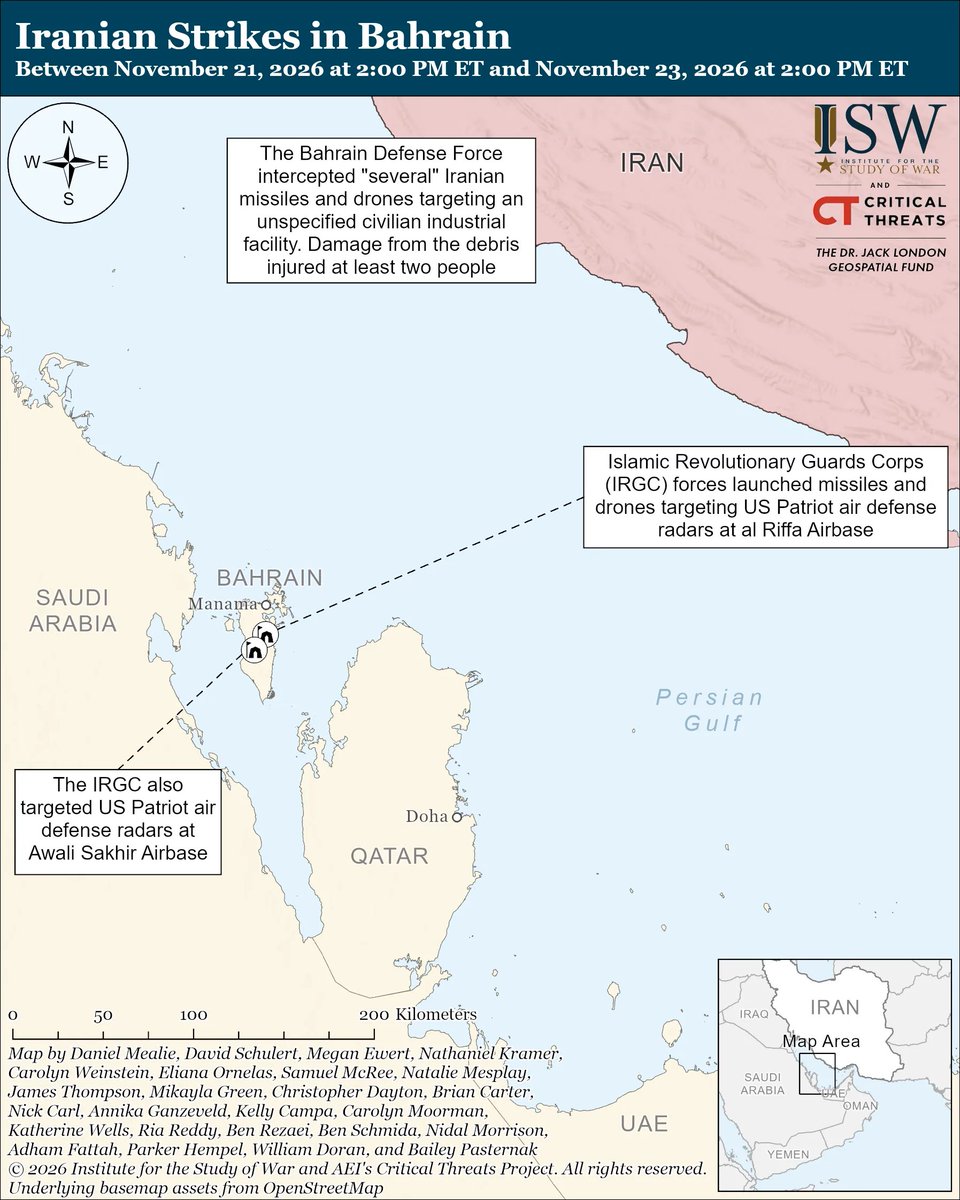 Iranian Strikes in Bahrain
Between November 21, 2026 at 2:00 PM ET and November 23, 2026 at 2:00 PM ET
N
W
E
S
The Bahrain Defense Force
intercepted "several" Iranian
missiles and drones targeting an
unspecified civilian industrial
facility. Damage from the debris
injured at least two people
IRAN
ISW
INSTITUTE FOR THE
STUDY OF WAR
AND
CT CRITICAL
THREATS
THE DR. JACK LONDON
GEOSPATIAL FUND
Islamic Revolutionary Guards Corps
(IRGC) forces launched missiles and
drones targeting US Patriot air defense
radars at al Riffa Airbase
BAHRAIN
Manama
SAUDI
ARABIA
Persian
Gulf
The IRGC also
targeted US Patriot air
defense radars at
Awali Sakhir Airbase
Doha
QATAR
UAE
0 50 100 200 Kilometers
IRAN
IRAQ
Map Area
SAUDI
ARABIA
UAE
OMAN
YEMEN
Map by Daniel Mealie, David Schulert, Megan Ewert, Nathaniel Kramer,
Carolyn Weinstein, Eliana Ornelas, Samuel McRee, Natalie Mesplay,
James Thompson, Mikayla Green, Christopher Dayton, Brian Carter,
Nick Carl, Annika Ganzeveld, Kelly Campa, Carolyn Moorman,
Katherine Wells, Ria Reddy, Ben Rezaei, Ben Schmida, Nidal Morrison,
Adham Fattah, Parker Hempel, William Doran, and Bailey Pasternak
© 2026 Institute for the Study of War and AEI's Critical Threats Project. All rights reserved.
Underlying basemap assets from OpenStreetMap